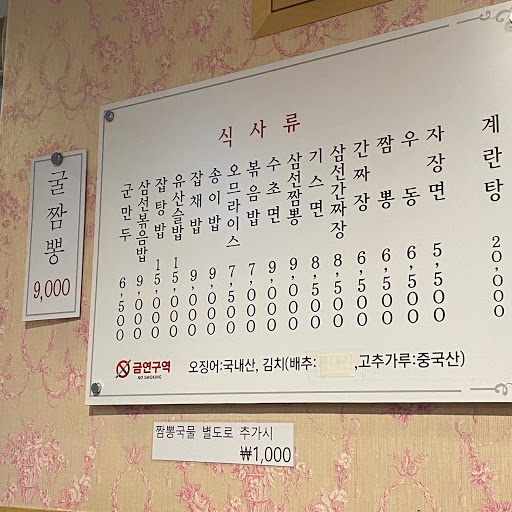 식사류
계란탕 20,000
자장면 5,500
우동 6,500
짬뽕 6,500
간짜장 6,500
삼선간짜장 8,500
기스면 8,500
삼선짬뽕 9,000
수초면 9,000
볶음밥 7,000
오므라이스 7,500
송이밥 9,000
잡채밥 9,000
유산슬밥 15,000
잡탕밥 15,000
삼선볶음밥 9,000
군만두 6,500
금연구역
NO SMOKING
오징어:국내산, 김치(배추: ,고추가루:중국산)
굴짬뽕
9,000
짬뽕국물 별도로 추가시
₩1,000